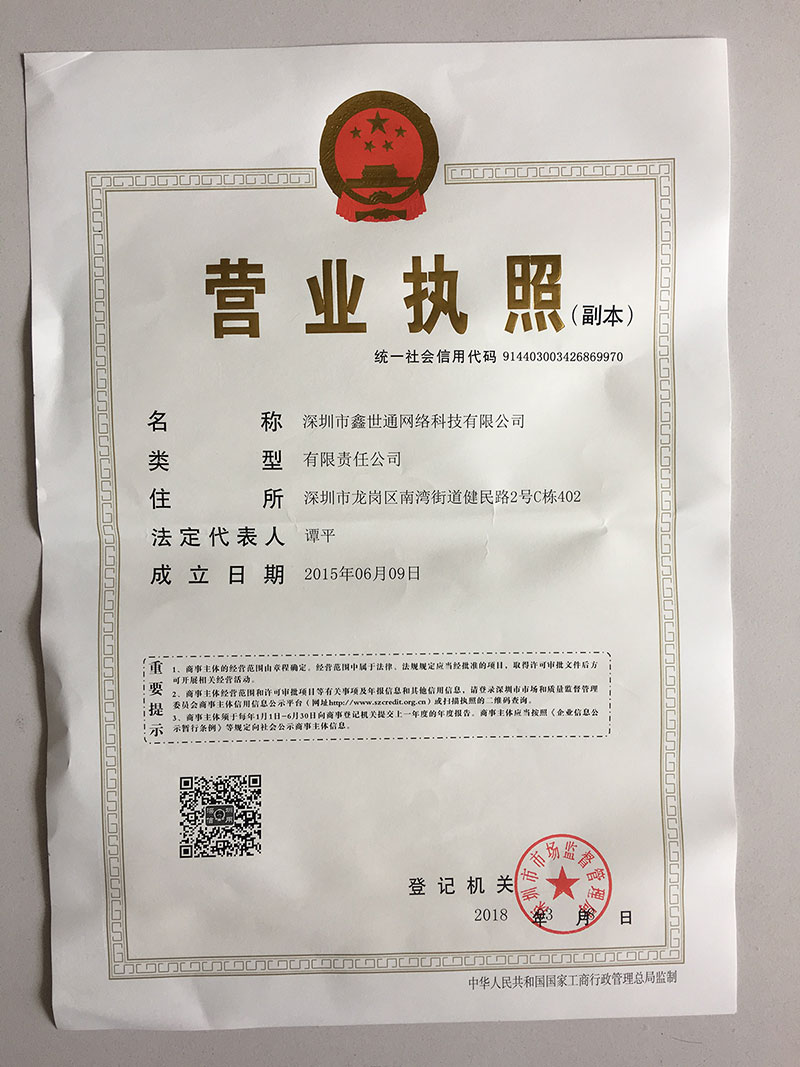 营业执照(副本)
统一社会信用代码 914403003426869970
名称 深圳市鑫世通网络科技有限公司
类型 有限责任公司
住所 深圳市龙岗区南湾街道健民路2号C栋402
法定代表人 谭平
成立日期 2015年06月09日
重要提示
1、商事主体的经营范围由章程确定。经营范围中属于法律、法规规定应当经批准的项目，取得许可审批文件后方
可开展相关经营活动。
2、商事主体经营范围和许可审批项目等有关事项及年报信息和其他信用信息，请登录深圳市市场和质量监督管理
委员会商事主体信用信息公示平台（网址http://www.szcredit.org.cn）或扫描执照的二维码查询。
3、商事主体须于每年1月1日-6月30日向商事登记机关提交上一年度的年度报告。商事主体应当按照《企业信息公
示暂行条例》等规定向社会公示商事主体信息。
登记机关
深圳市市场监督管理局
2018 年 3 月 日
中华人民共和国国家工商行政管理总局监制